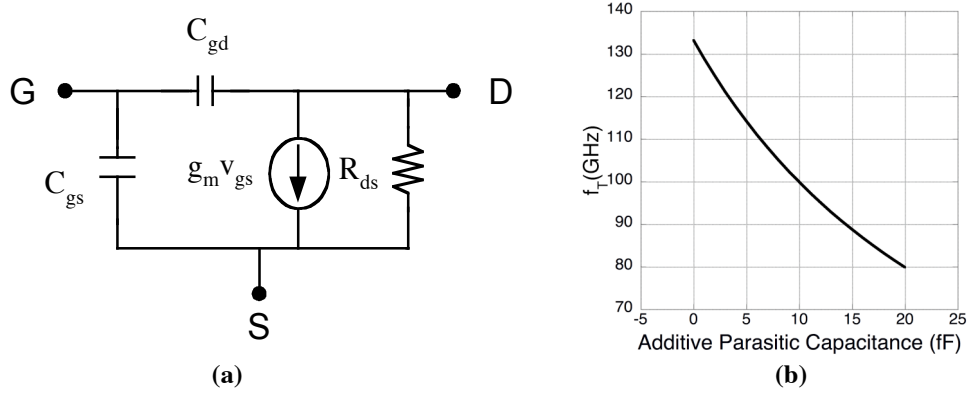 C_gd
G
D
C_gs
g_m v_gs
R_ds
S
(a)
140
130
120
110
100
90
80
70
f_T(GHz)
-5 0 5 10 15 20 25
Additive Parasitic Capacitance (fF)
(b)